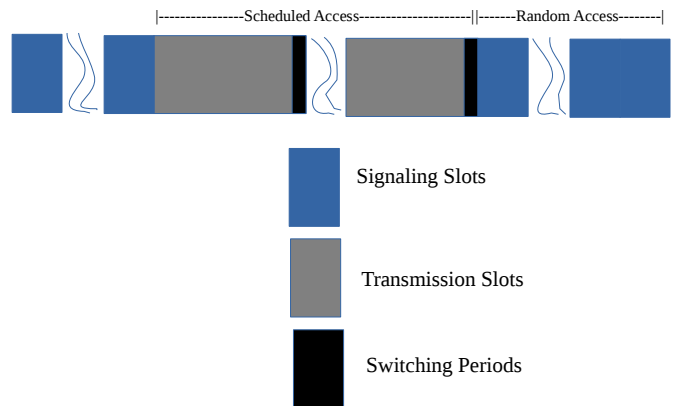 |----------------Scheduled Access---------------------||-------Random Access--------|
Signaling Slots
Transmission Slots
Switching Periods